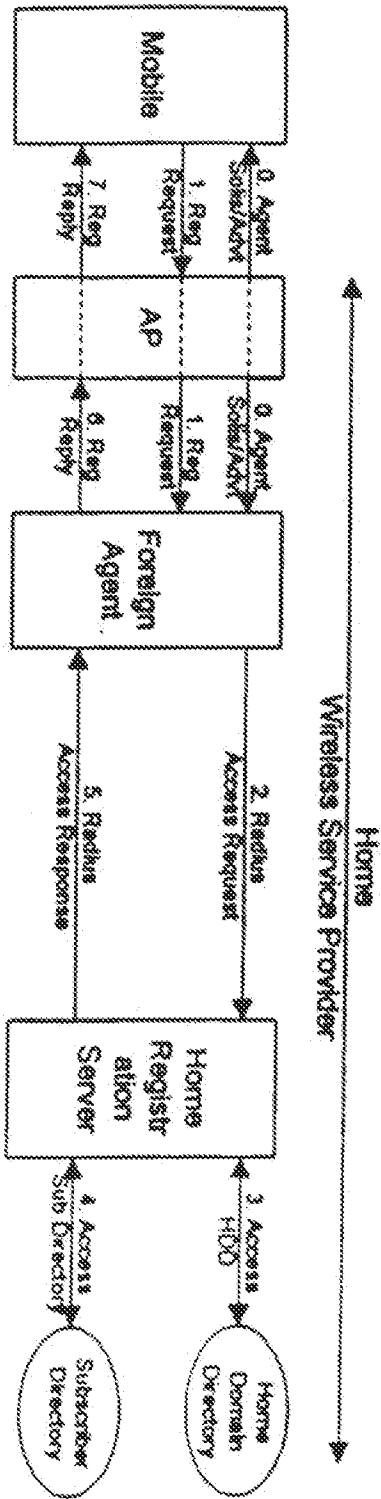 Home
Wireless Service Provider
Mobile
0. Agent
Solis/Advt
1. Reg
Request
7. Reg
Reply
AP
0. Agent
Solis/Advt
1. Reg
Request
6. Reg
Reply
Foreign
Agent
2. Radius
Access Request
5. Radius
Access Response
Home
Registr
ation
Server
3. Access
HDD
4. Access
Sub Directory
Home
Domain
Directory
Subscriber
Directory